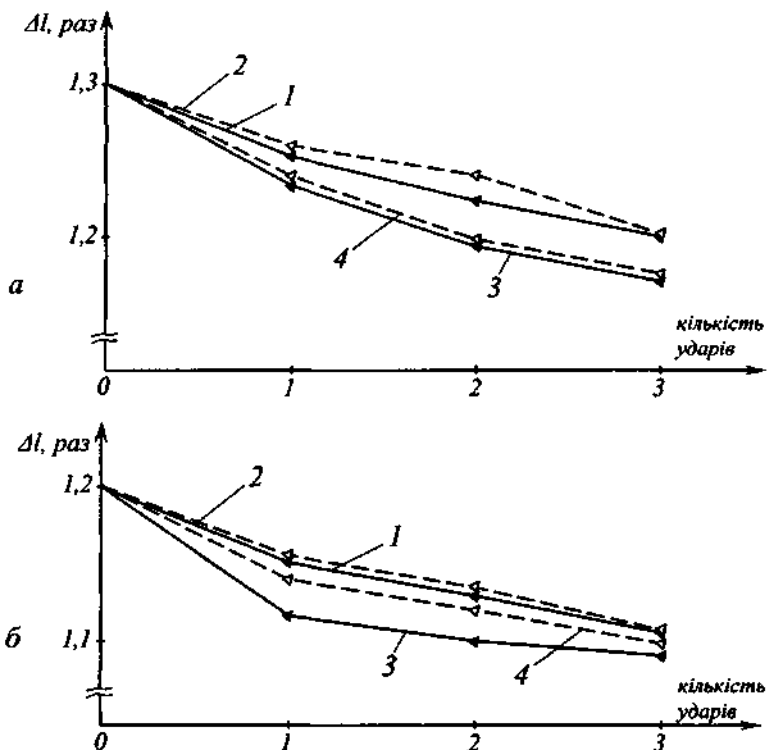 Δl, раз
2
1
1,3
1,2
4
3
а
кількість
ударів
0 1 2 3
Δl, раз
2
1
1,2
1,1
б
3
4
кількість
ударів
0 1 2 3